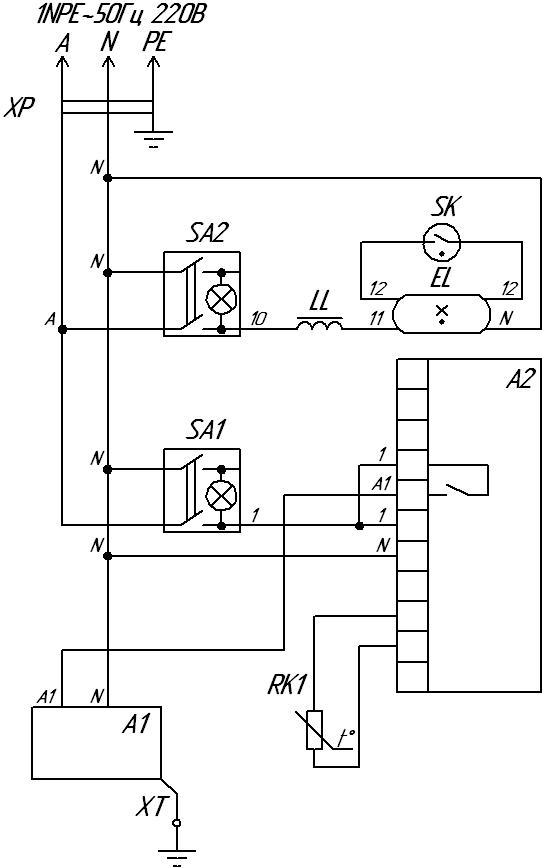 1NPE~50Гц 220В
A N PE
XP
N
SK
SA2
N
EL
12 12
LL
A 10 11 N
A2
SA1
N
1
A1
1 1
N N
RK1
t°
A1 N
A1
XT